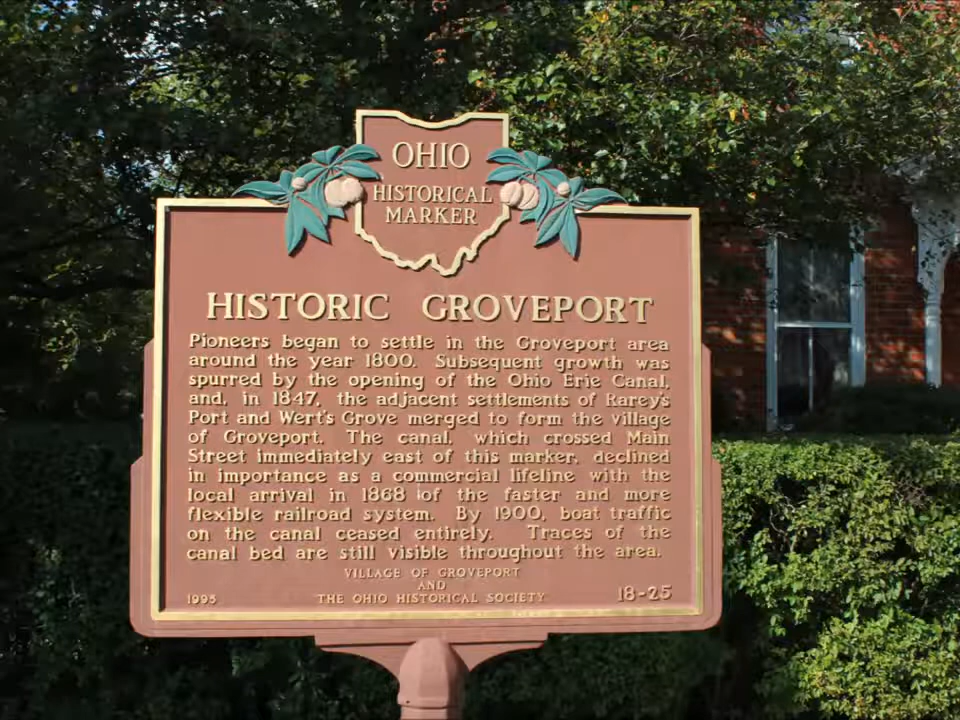 OHIO
HISTORICAL
MARKER
HISTORIC GROVEPORT
Pioneers began to settle in the Groveport area
around the year 1800. Subsequent growth was
spurred by the opening of the Ohio Erie Canal,
and, in 1847, the adjacent settlements of Rarey's
Port and Wert's Grove merged to form the village
of Groveport. The canal, which crossed Main
Street immediately east of this marker, declined
in importance as a commercial lifeline with the
local arrival in 1868 of the faster and more
flexible railroad system. By 1900, boat traffic
on the canal ceased entirely. Traces of the
canal bed are still visible throughout the area.
VILLAGE OF GROVEPORT
AND
THE OHIO HISTORICAL SOCIETY
1995
18-25